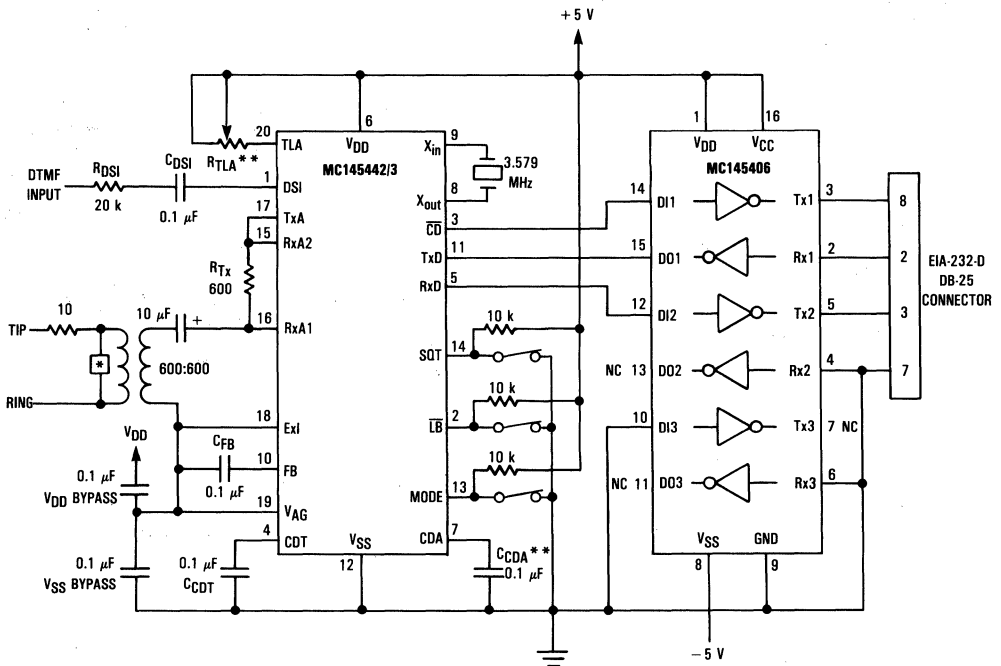 +5 V
6
V_DD
MC145442/3
20
TLA
R_TLA**
DTMF
INPUT
R_DSI
20 k
C_DSI
0.1 μF
1
DSI
17
TxA
15
RxA2
R_Tx
600
10
TIP
10 μF
+
16
RxA1
*
600:600
RING
18
ExI
V_DD
C_FB
0.1 μF
10
FB
0.1 μF
V_DD BYPASS
19
V_AG
4
CDT
0.1 μF
V_SS BYPASS
0.1 μF
C_CDT
V_SS
12
9
X_in
3.579
MHz
8
X_out
3
C̅D̅
11
TxD
5
RxD
10 k
14
SQT
10 k
2
L̅B̅
10 k
13
MODE
7
CDA
C_CDA**
0.1 μF
1
V_DD
16
V_CC
MC145406
14
DI1
Tx1
3
8
15
DO1
Rx1
2
2
12
DI2
Tx2
5
3
NC 13
DO2
Rx2
4
7
10
DI3
Tx3
7 NC
NC 11
DO3
Rx3
6
V_SS
8
GND
9
−5 V
EIA-232-D
DB-25
CONNECTOR